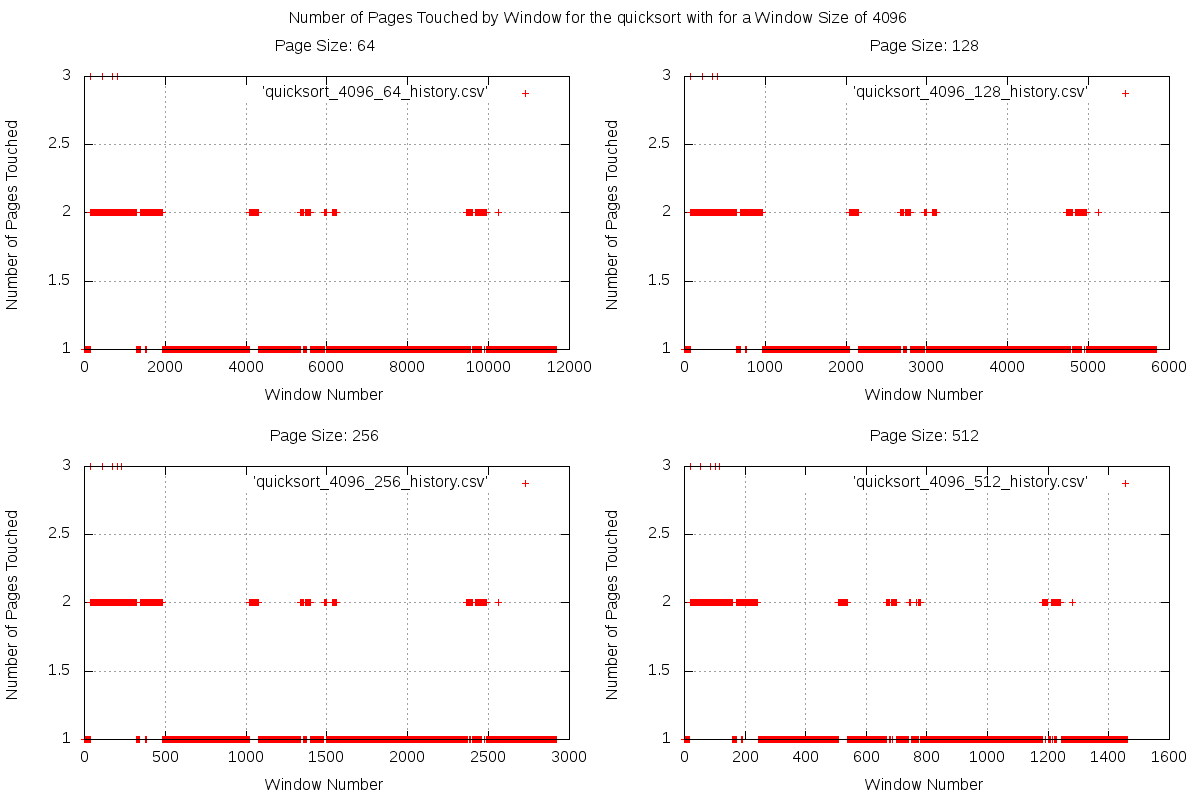 Number of Pages Touched by Window for the quicksort with for a Window Size of 4096
Page Size: 64
3
2.5
2
1.5
1
Number of Pages Touched
'quicksort_4096_64_history.csv'
0 2000 4000 6000 8000 10000 12000
Window Number
Page Size: 128
3
2.5
2
1.5
1
Number of Pages Touched
'quicksort_4096_128_history.csv'
0 1000 2000 3000 4000 5000 6000
Window Number
Page Size: 256
3
2.5
2
1.5
1
Number of Pages Touched
'quicksort_4096_256_history.csv'
0 500 1000 1500 2000 2500 3000
Window Number
Page Size: 512
3
2.5
2
1.5
1
Number of Pages Touched
'quicksort_4096_512_history.csv'
0 200 400 600 800 1000 1200 1400 1600
Window Number